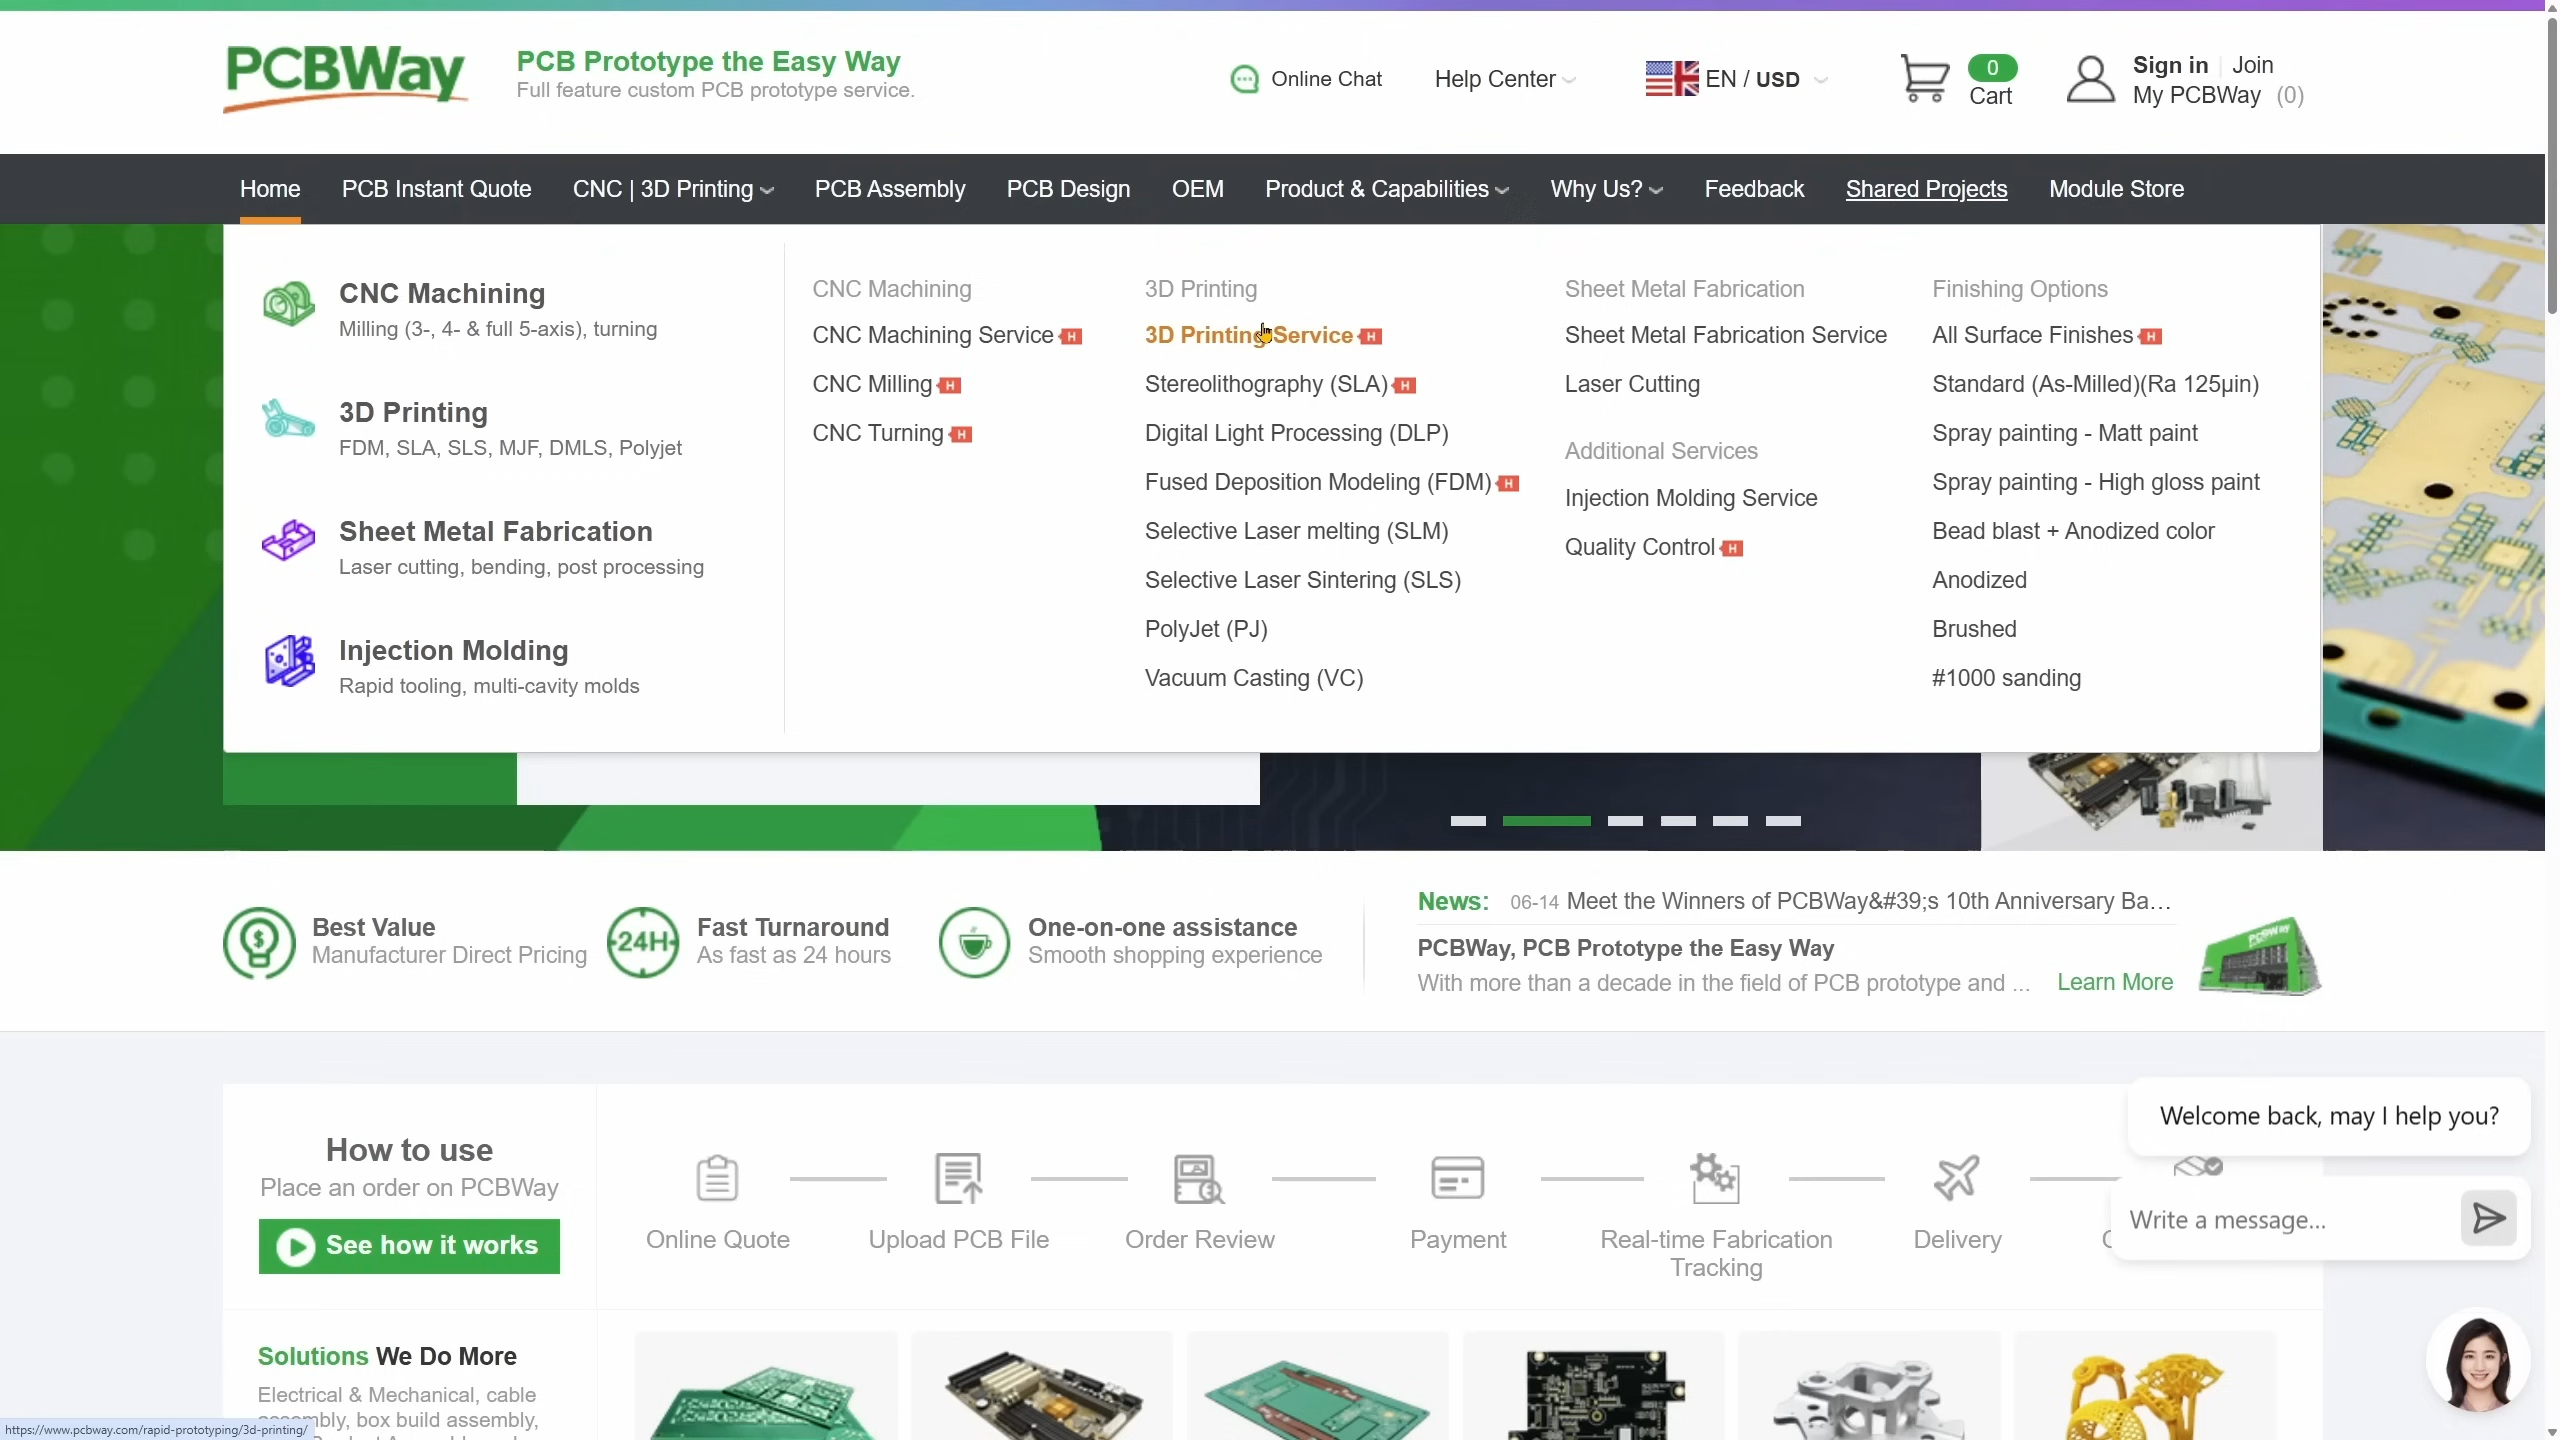 PCBWay
PCB Prototype the Easy Way
Full feature custom PCB prototype service.
Online Chat
Help Center
EN / USD
0
Cart
Sign in
Join
My PCBWay (0)
Home
PCB Instant Quote
CNC | 3D Printing
PCB Assembly
PCB Design
OEM
Product & Capabilities
Why Us?
Feedback
Shared Projects
Module Store
CNC Machining
Milling (3-, 4- & full 5-axis), turning
3D Printing
FDM, SLA, SLS, MJF, DMLS, Polyjet
Sheet Metal Fabrication
Laser cutting, bending, post processing
Injection Molding
Rapid tooling, multi-cavity molds
CNC Machining
CNC Machining Service H
CNC Milling H
CNC Turning H
3D Printing
3D Printing Service H
Stereolithography (SLA) H
Digital Light Processing (DLP)
Fused Deposition Modeling (FDM) H
Selective Laser melting (SLM)
Selective Laser Sintering (SLS)
PolyJet (PJ)
Vacuum Casting (VC)
Sheet Metal Fabrication
Sheet Metal Fabrication Service
Laser Cutting
Additional Services
Injection Molding Service
Quality Control H
Finishing Options
All Surface Finishes H
Standard (As-Milled)(Ra 125μin)
Spray painting - Matt paint
Spray painting - High gloss paint
Bead blast + Anodized color
Anodized
Brushed
#1000 sanding
Best Value
Manufacturer Direct Pricing
24H
Fast Turnaround
As fast as 24 hours
One-on-one assistance
Smooth shopping experience
News: 06-14 Meet the Winners of PCBWay&#39;s 10th Anniversary Ba...
PCBWay, PCB Prototype the Easy Way
With more than a decade in the field of PCB prototype and ... Learn More
PCBWay
How to use
Place an order on PCBWay
See how it works
Online Quote
Upload PCB File
Order Review
Payment
Real-time Fabrication
Tracking
Delivery
Welcome back, may I help you?
Write a message...
Solutions We Do More
Electrical & Mechanical, cable
assembly, box build assembly,
https://www.pcbway.com/rapid-prototyping/3d-printing/